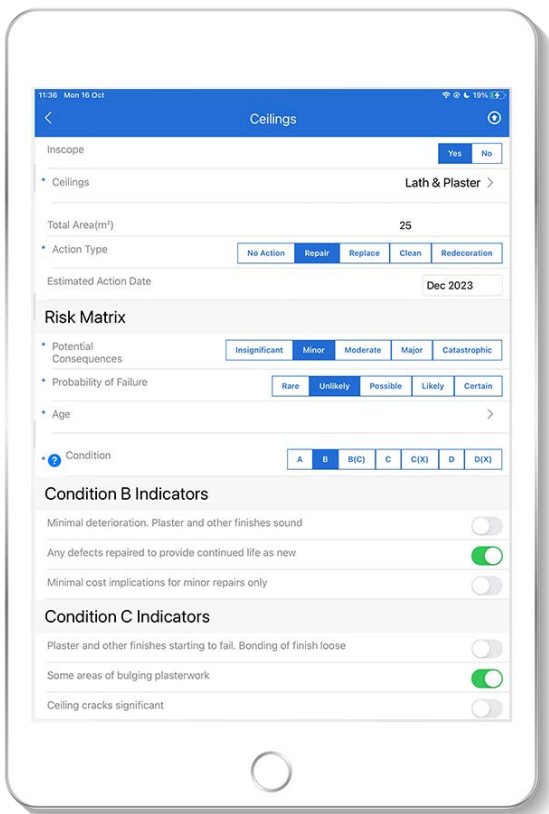 11:36 Mon 16 Oct 19%
Ceilings
Inscope Yes No
* Ceilings Lath & Plaster >
Total Area(m²) 25
* Action Type No Action Repair Replace Clean Redecoration
Estimated Action Date Dec 2023
Risk Matrix
* Potential
Consequences Insignificant Minor Moderate Major Catastrophic
* Probability of Failure Rare Unlikely Possible Likely Certain
* Age >
* ? Condition A B B(C) C C(X) D D(X)
Condition B Indicators
Minimal deterioration. Plaster and other finishes sound
Any defects repaired to provide continued life as new
Minimal cost implications for minor repairs only
Condition C Indicators
Plaster and other finishes starting to fail. Bonding of finish loose
Some areas of bulging plasterwork
Ceiling cracks significant